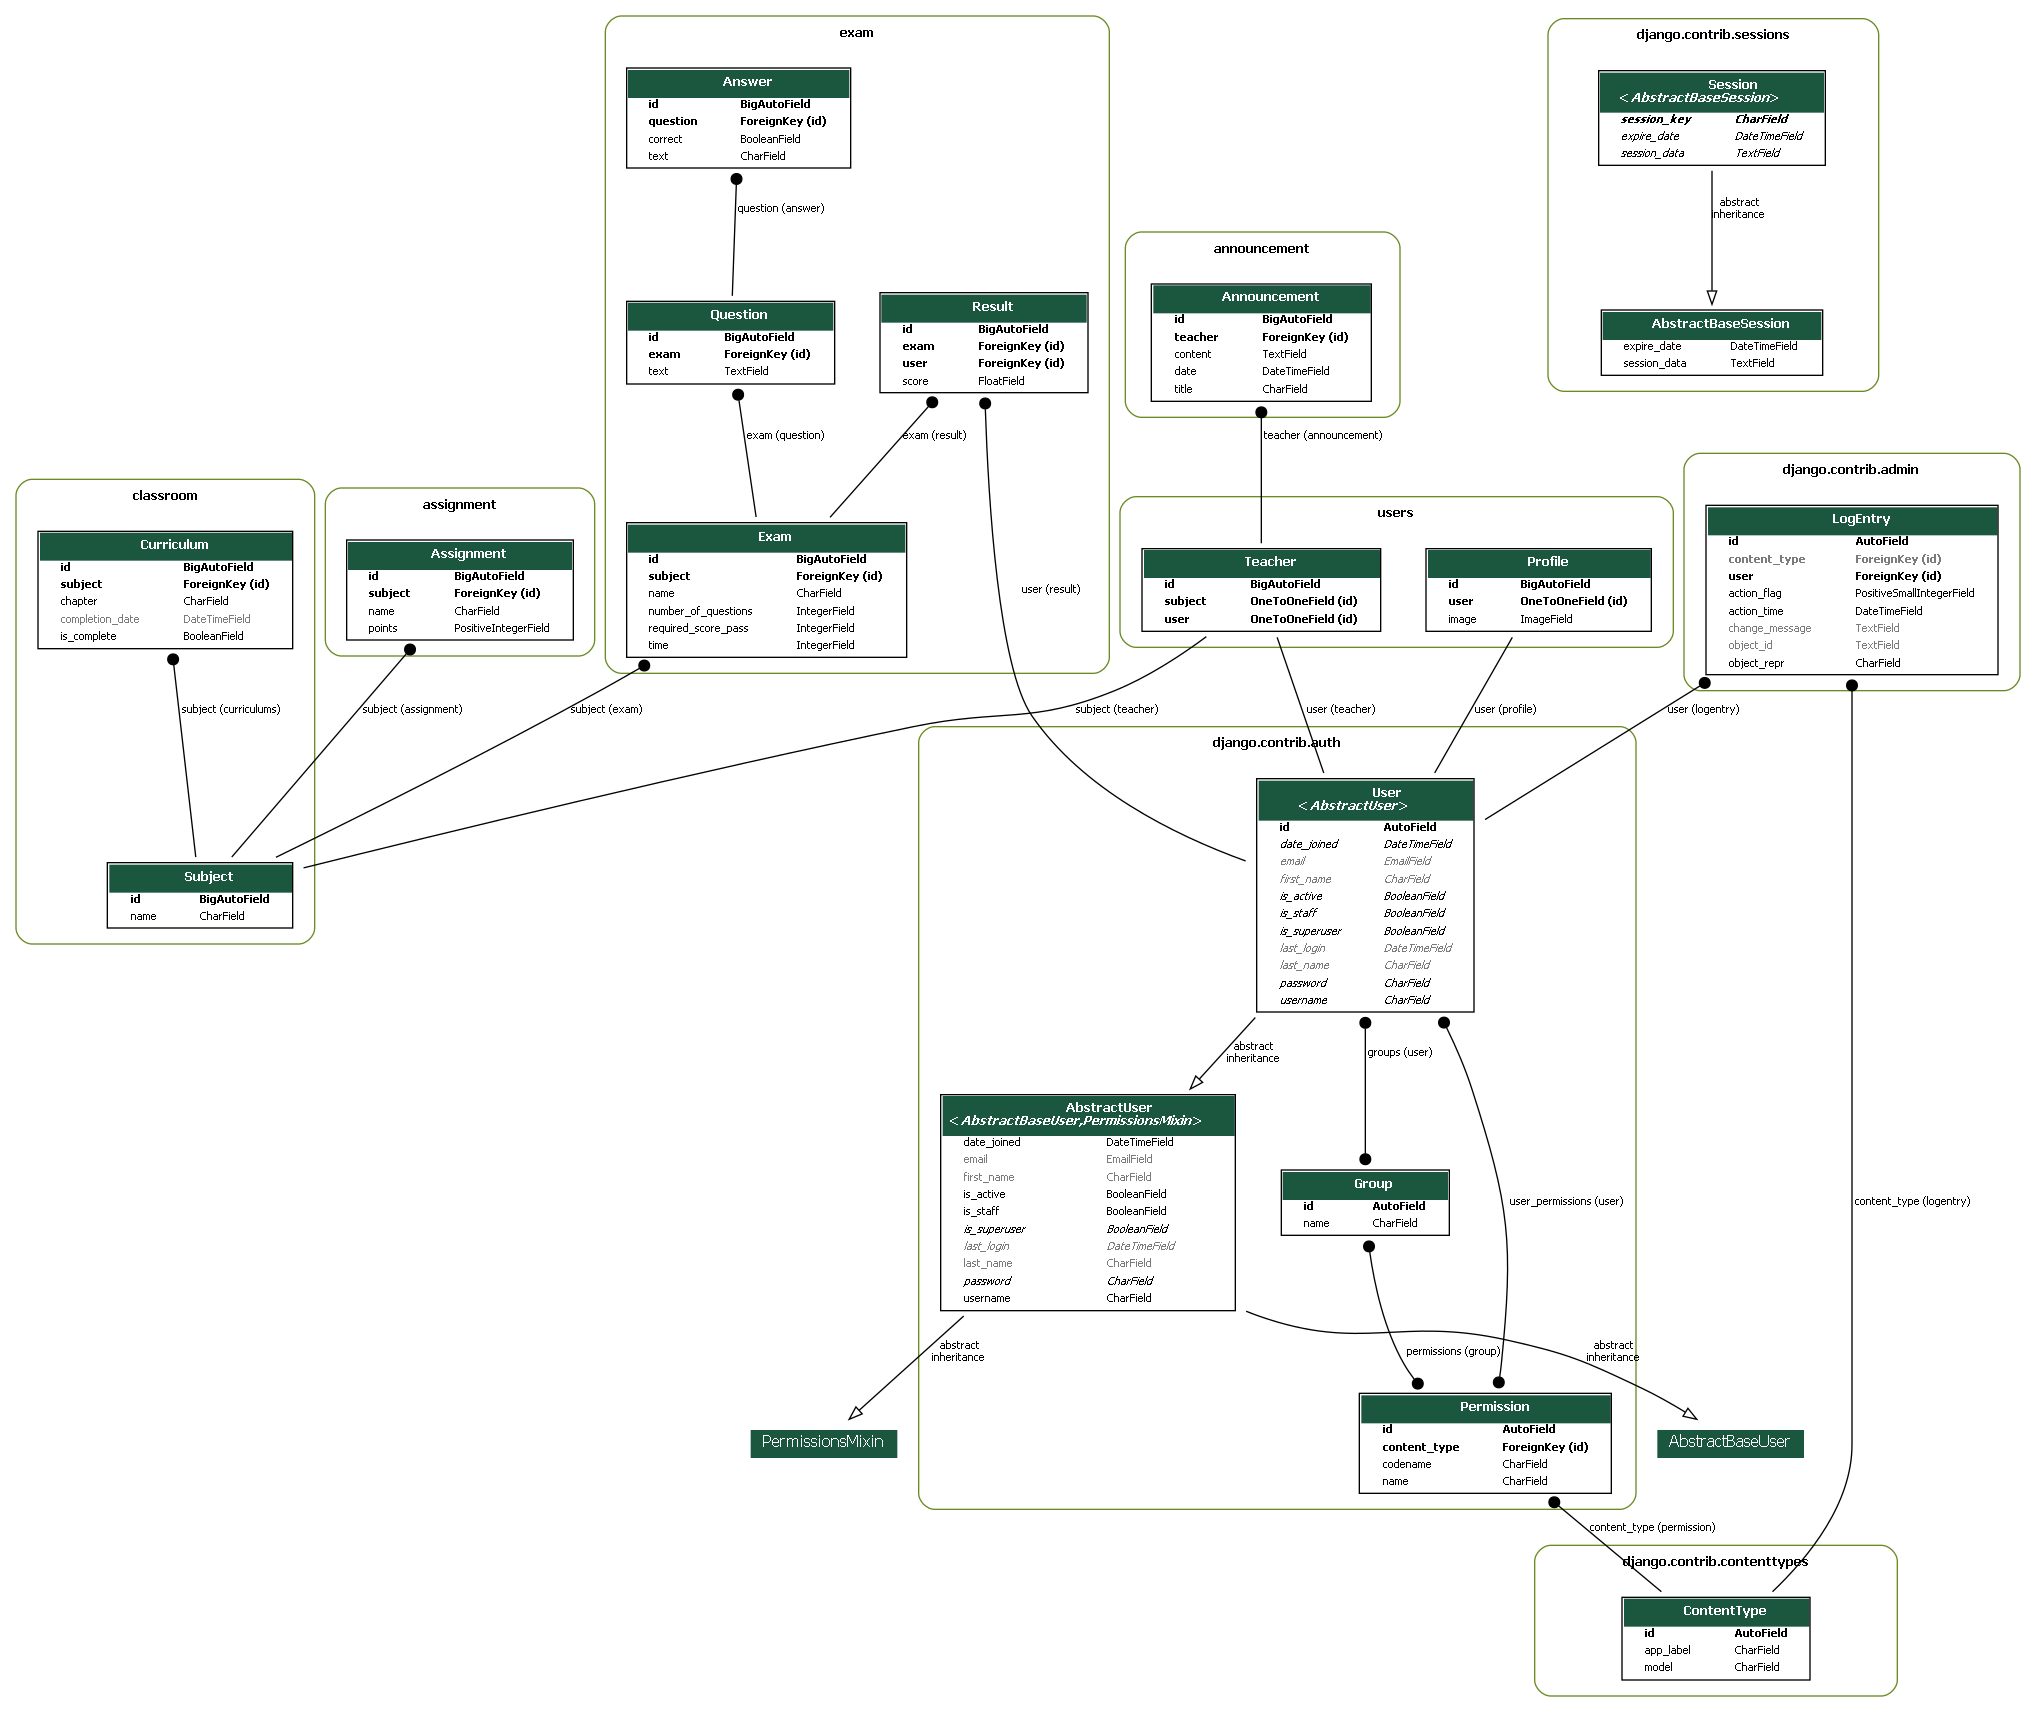 exam
Answer
id BigAutoField
question ForeignKey (id)
correct BooleanField
text CharField
question (answer)
Question
id BigAutoField
exam ForeignKey (id)
text TextField
Result
id BigAutoField
exam ForeignKey (id)
user ForeignKey (id)
score FloatField
exam (question)
exam (result)
user (result)
Exam
id BigAutoField
subject ForeignKey (id)
name CharField
number_of_questions IntegerField
required_score_pass IntegerField
time IntegerField
django.contrib.sessions
Session
<AbstractBaseSession>
session_key CharField
expire_date DateTimeField
session_data TextField
abstract
inheritance
AbstractBaseSession
expire_date DateTimeField
session_data TextField
announcement
Announcement
id BigAutoField
teacher ForeignKey (id)
content TextField
date DateTimeField
title CharField
teacher (announcement)
classroom
Curriculum
id BigAutoField
subject ForeignKey (id)
chapter CharField
completion_date DateTimeField
is_complete BooleanField
subject (curriculums)
Subject
id BigAutoField
name CharField
assignment
Assignment
id BigAutoField
subject ForeignKey (id)
name CharField
points PositiveIntegerField
subject (assignment)
subject (exam)
users
Teacher
id BigAutoField
subject OneToOneField (id)
user OneToOneField (id)
Profile
id BigAutoField
user OneToOneField (id)
image ImageField
subject (teacher)
user (teacher)
user (profile)
django.contrib.admin
LogEntry
id AutoField
content_type ForeignKey (id)
user ForeignKey (id)
action_flag PositiveSmallIntegerField
action_time DateTimeField
change_message TextField
object_id TextField
object_repr CharField
user (logentry)
content_type (logentry)
django.contrib.auth
User
<AbstractUser>
id AutoField
date_joined DateTimeField
email EmailField
first_name CharField
is_active BooleanField
is_staff BooleanField
is_superuser BooleanField
last_login DateTimeField
last_name CharField
password CharField
username CharField
abstract
inheritance
groups (user)
user_permissions (user)
AbstractUser
<AbstractBaseUser,PermissionsMixin>
date_joined DateTimeField
email EmailField
first_name CharField
is_active BooleanField
is_staff BooleanField
is_superuser BooleanField
last_login DateTimeField
last_name CharField
password CharField
username CharField
Group
id AutoField
name CharField
abstract
inheritance
permissions (group)
abstract
inheritance
PermissionsMixin
Permission
id AutoField
content_type ForeignKey (id)
codename CharField
name CharField
AbstractBaseUser
content_type (permission)
django.contrib.contenttypes
ContentType
id AutoField
app_label CharField
model CharField